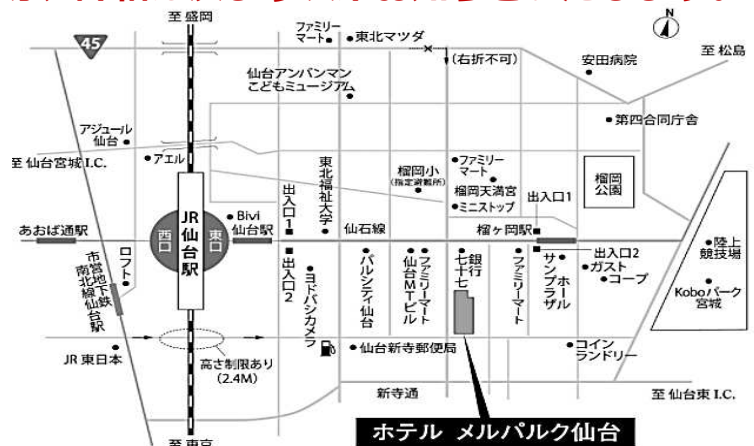 至 盛岡
N
45
ファミリー
マート
東北マツダ
(右折不可)
至 松島
安田病院
仙台アンパンマン
こどもミュージアム
第四合同庁舎
アジュール
仙台
アエル
至 仙台宮城 I.C.
東北福祉大学
出入口1
榴岡小
(指定避難所)
ファミリー
マート
榴岡天満宮
ミニストップ
出入口1
榴岡
公園
あおば通駅
西口
JR仙台駅
東口
Bivi
仙台駅
仙石線
榴ヶ岡駅
陸上
競技場
Koboパーク
宮城
ロフト
市営地下鉄
南北線仙台駅
出入口2
ヨドバシカメラ
パルシティ仙台
仙台MTビル
ファミリーマート
七十七
銀行
ファミリーマート
サンプラザ
ホール
出入口2
ガスト
コープ
JR 東日本
高さ制限あり
(2.4M)
仙台新寺郵便局
コイン
ランドリー
新寺通
至 仙台東 I.C.
至 東京
ホテル メルパルク仙台